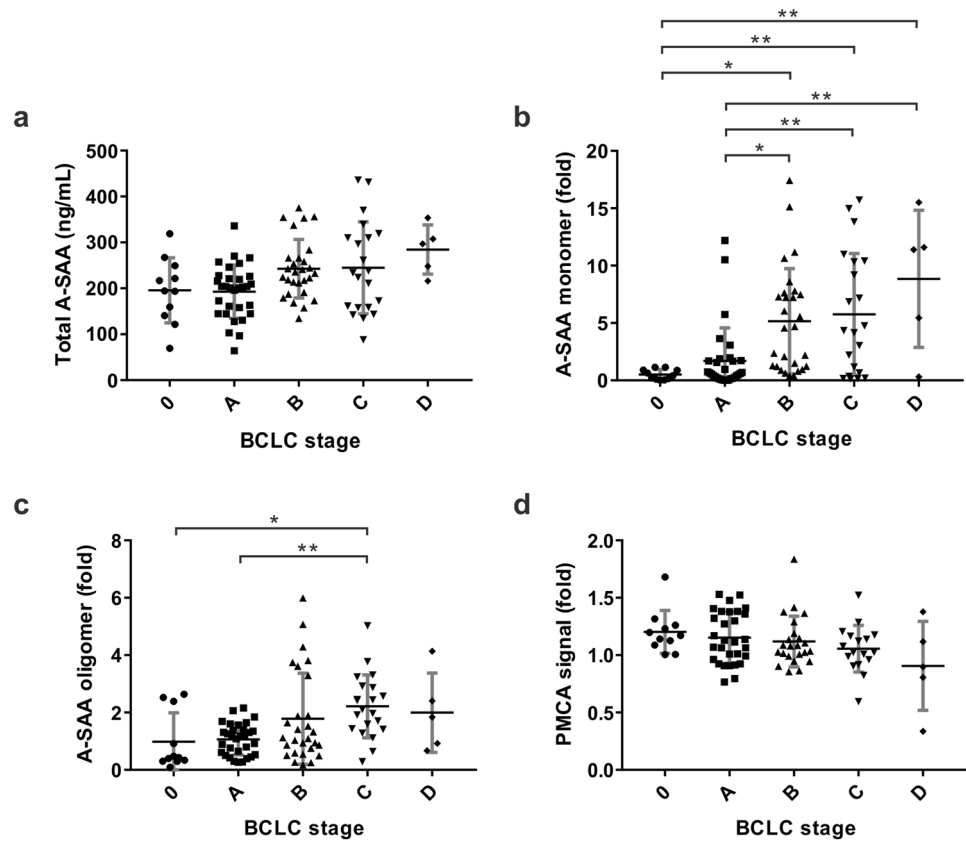 a
500
400
300
200
100
0
Total A-SAA (ng/mL)
0 A B C D
BCLC stage
b
**
**
*
**
**
*
20
15
10
5
0
A-SAA monomer (fold)
0 A B C D
BCLC stage
c
*
**
8
6
4
2
0
A-SAA oligomer (fold)
0 A B C D
BCLC stage
d
2.0
1.5
1.0
0.5
0.0
PMCA signal (fold)
0 A B C D
BCLC stage